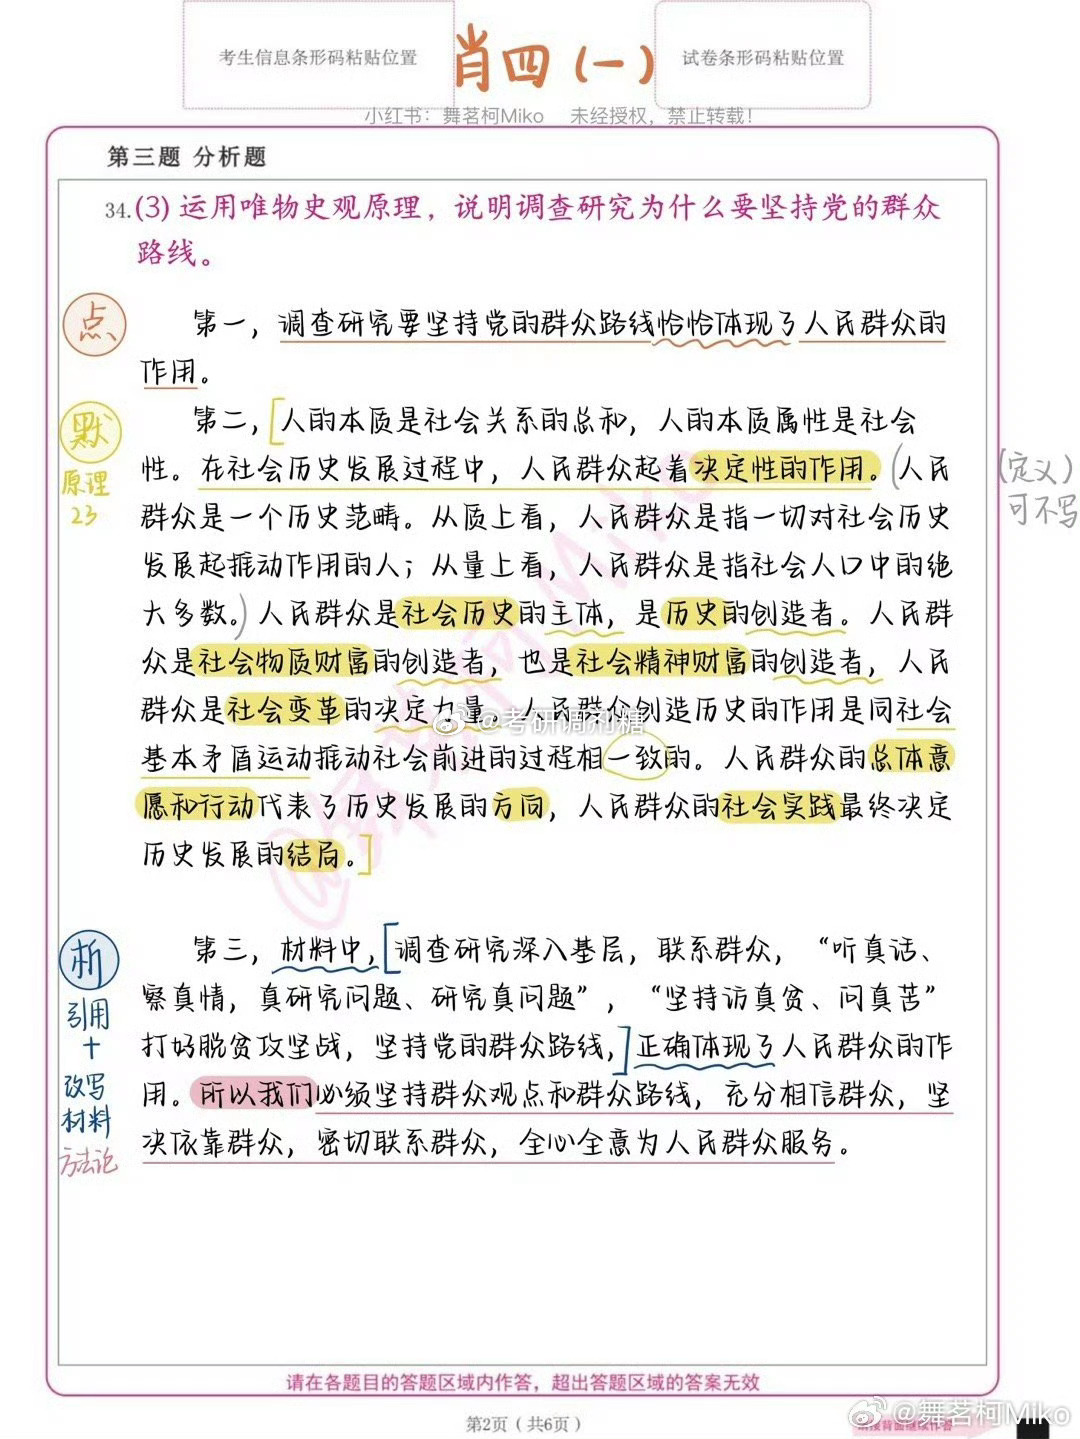 考生信息条形码粘贴位置
肖四（一）
试卷条形码粘贴位置
小红书：舞茗柯Miko 未经授权，禁止转载！
第三题 分析题
34.(3) 运用唯物史观原理，说明调查研究为什么要坚持党的群众
路线。
点
第一，调查研究要坚持党的群众路线恰恰体现了人民群众的
作用。
默
原理
23
第二，[人的本质是社会关系的总和，人的本质属性是社会
性。在社会历史发展过程中，人民群众起着决定性的作用。(人民
(定义)
可不写
群众是一个历史范畴。从质上看，人民群众是指一切对社会历史
发展起推动作用的人；从量上看，人民群众是指社会人口中的绝
大多数。)人民群众是社会历史的主体，是历史的创造者。人民群
众是社会物质财富的创造者，也是社会精神财富的创造者，人民
群众是社会变革的决定力量。人民群众创造历史的作用是同社会
@考研调剂糖
基本矛盾运动推动社会前进的过程相一致的。人民群众的总体意
愿和行动代表了历史发展的方向，人民群众的社会实践最终决定
历史发展的结局。]
析
引用
+
改写
材料
方法论
第三，材料中，[调查研究深入基层，联系群众，“听真话、
察真情，真研究问题、研究真问题”，“坚持访真贫、问真苦”
打好脱贫攻坚战，坚持党的群众路线，]正确体现了人民群众的作
用。所以我们必须坚持群众观点和群众路线，充分相信群众，坚
决依靠群众，密切联系群众，全心全意为人民群众服务。
请在各题目的答题区域内作答，超出答题区域的答案无效
第2页（共6页）
@舞茗柯Miko